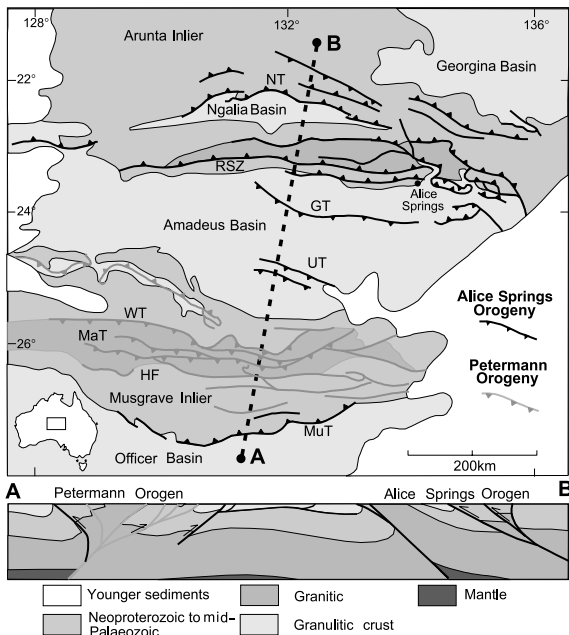 128°
132°
136°
Arunta Inlier
B
Georgina Basin
22°
NT
Ngalia Basin
RSZ
Alice
Springs
24°
GT
Amadeus Basin
UT
Alice Springs
Orogeny
WT
MaT
26°
Petermann
Orogeny
HF
Musgrave Inlier
MuT
A
Officer Basin
200km
A
Petermann Orogen
Alice Springs Orogen
B
Younger sediments
Granitic
Mantle
Neoproterozoic to mid-
Palaeozoic
Granulitic crust